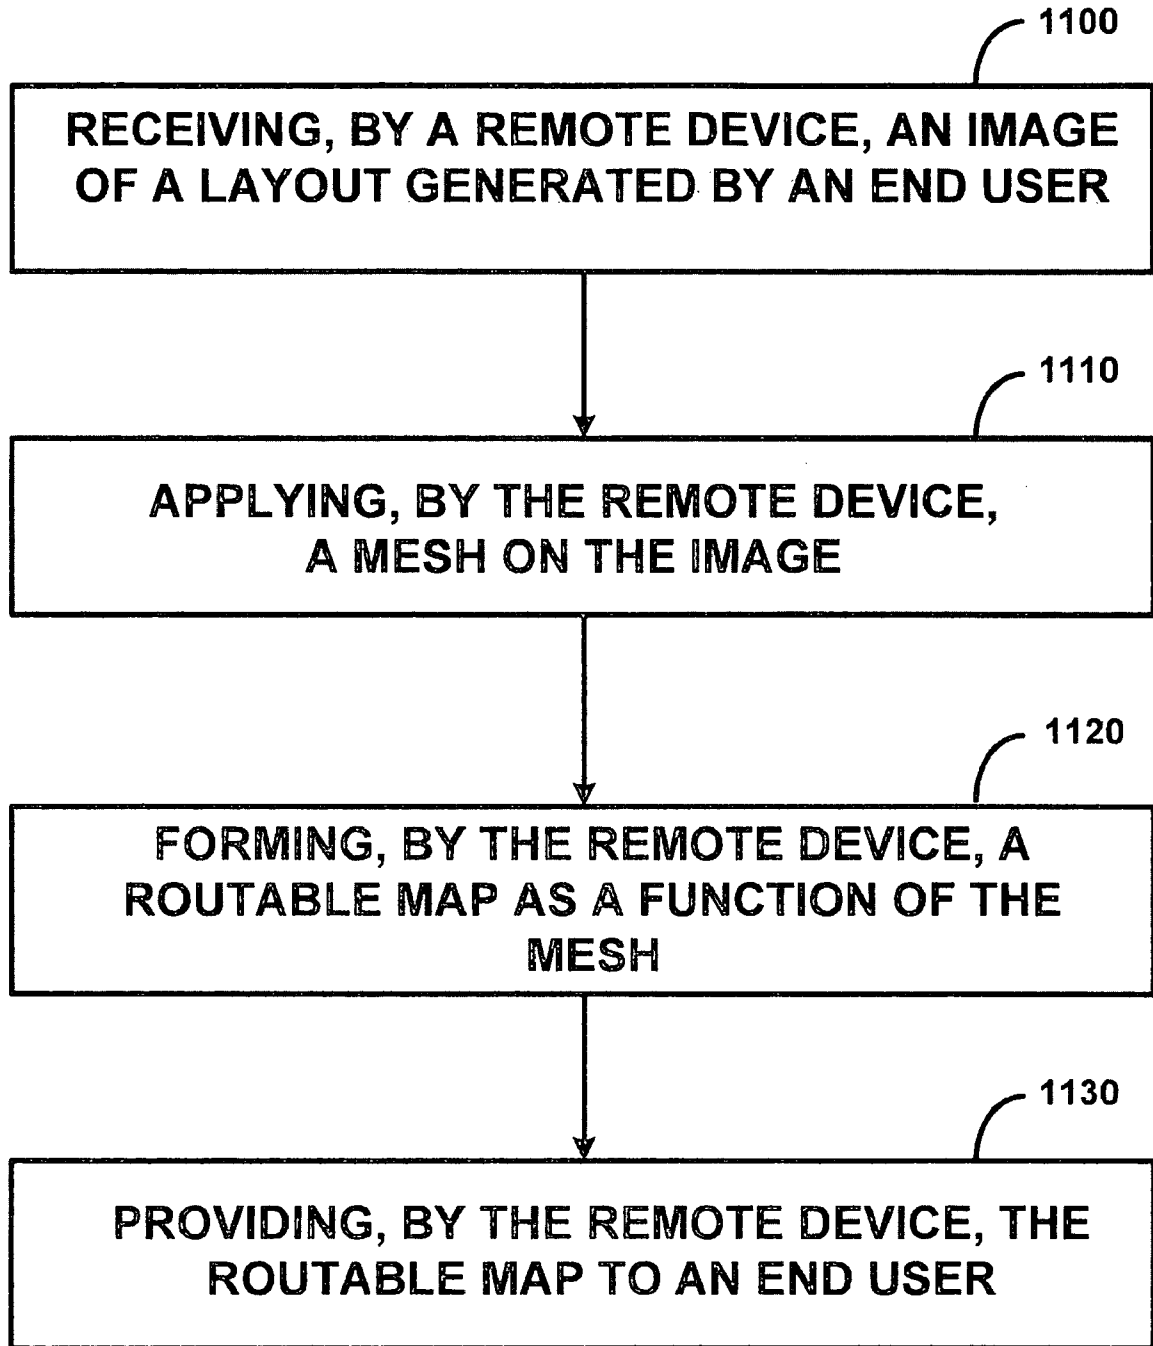 1100
RECEIVING, BY A REMOTE DEVICE, AN IMAGE
OF A LAYOUT GENERATED BY AN END USER
1110
APPLYING, BY THE REMOTE DEVICE,
A MESH ON THE IMAGE
1120
FORMING, BY THE REMOTE DEVICE, A
ROUTABLE MAP AS A FUNCTION OF THE
MESH
1130
PROVIDING, BY THE REMOTE DEVICE, THE
ROUTABLE MAP TO AN END USER